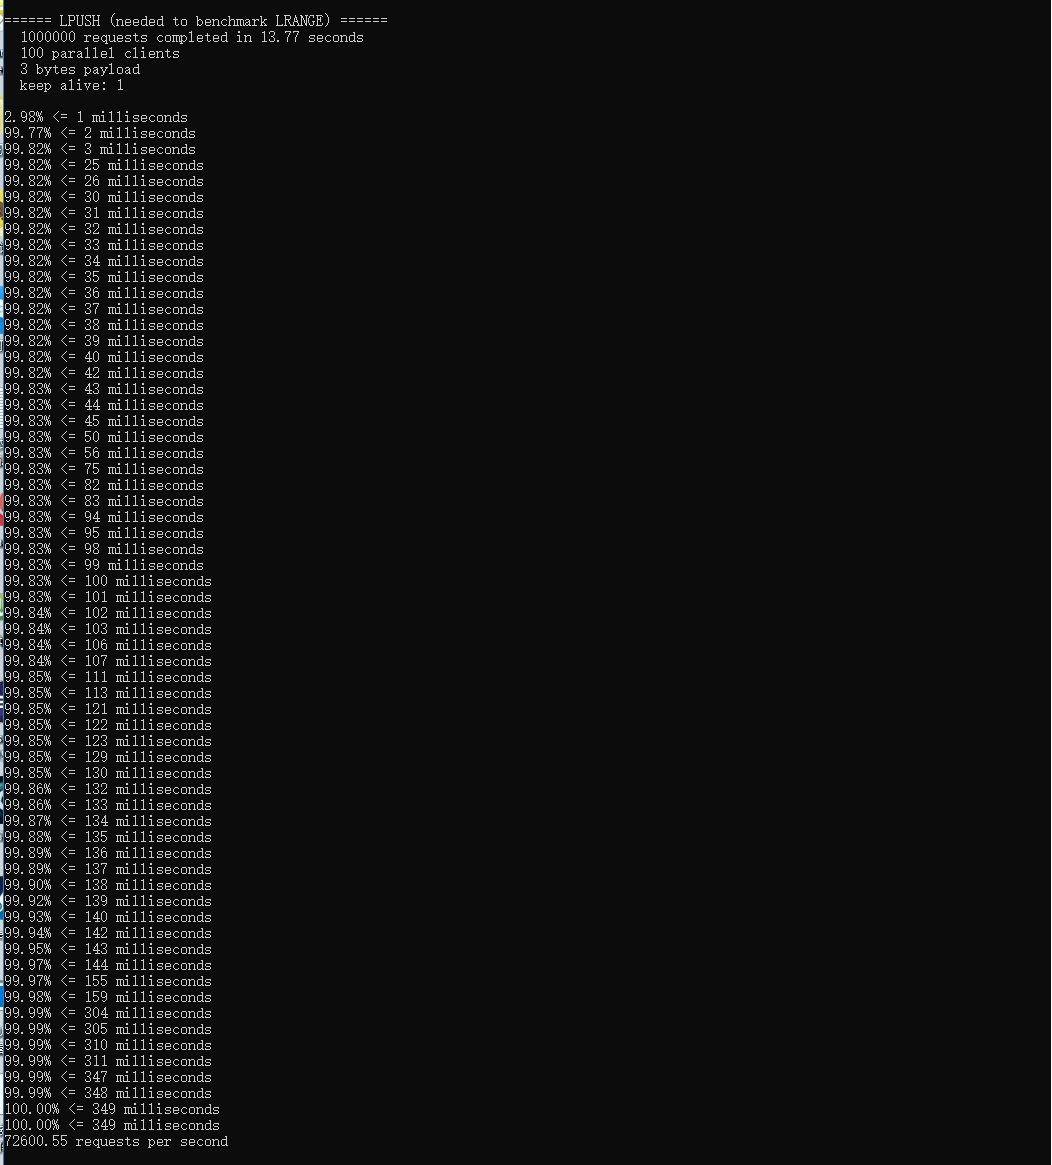 ====== LPUSH (needed to benchmark LRANGE) ======
1000000 requests completed in 13.77 seconds
100 parallel clients
3 bytes payload
keep alive: 1
2.98% <= 1 milliseconds
99.77% <= 2 milliseconds
99.82% <= 3 milliseconds
99.82% <= 25 milliseconds
99.82% <= 26 milliseconds
99.82% <= 30 milliseconds
99.82% <= 31 milliseconds
99.82% <= 32 milliseconds
99.82% <= 33 milliseconds
99.82% <= 34 milliseconds
99.82% <= 35 milliseconds
99.82% <= 36 milliseconds
99.82% <= 37 milliseconds
99.82% <= 38 milliseconds
99.82% <= 39 milliseconds
99.82% <= 40 milliseconds
99.82% <= 42 milliseconds
99.83% <= 43 milliseconds
99.83% <= 44 milliseconds
99.83% <= 45 milliseconds
99.83% <= 50 milliseconds
99.83% <= 56 milliseconds
99.83% <= 75 milliseconds
99.83% <= 82 milliseconds
99.83% <= 83 milliseconds
99.83% <= 94 milliseconds
99.83% <= 95 milliseconds
99.83% <= 98 milliseconds
99.83% <= 99 milliseconds
99.83% <= 100 milliseconds
99.83% <= 101 milliseconds
99.84% <= 102 milliseconds
99.84% <= 103 milliseconds
99.84% <= 106 milliseconds
99.84% <= 107 milliseconds
99.85% <= 111 milliseconds
99.85% <= 113 milliseconds
99.85% <= 121 milliseconds
99.85% <= 122 milliseconds
99.85% <= 123 milliseconds
99.85% <= 129 milliseconds
99.85% <= 130 milliseconds
99.86% <= 132 milliseconds
99.86% <= 133 milliseconds
99.87% <= 134 milliseconds
99.88% <= 135 milliseconds
99.89% <= 136 milliseconds
99.89% <= 137 milliseconds
99.90% <= 138 milliseconds
99.92% <= 139 milliseconds
99.93% <= 140 milliseconds
99.94% <= 142 milliseconds
99.95% <= 143 milliseconds
99.97% <= 144 milliseconds
99.97% <= 155 milliseconds
99.98% <= 159 milliseconds
99.99% <= 304 milliseconds
99.99% <= 305 milliseconds
99.99% <= 310 milliseconds
99.99% <= 311 milliseconds
99.99% <= 347 milliseconds
99.99% <= 348 milliseconds
100.00% <= 349 milliseconds
100.00% <= 349 milliseconds
72600.55 requests per second